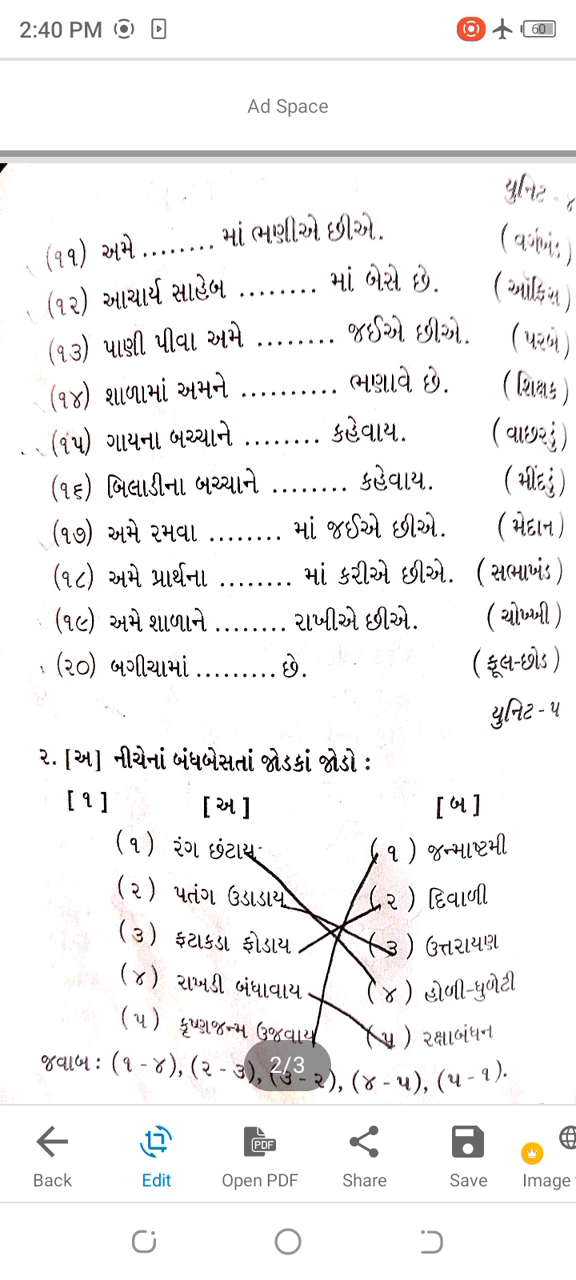 2:40 PM
60
Ad Space
યુનિટ - ૪
(૧૧) અમે ........ માં ભણીએ છીએ. (વર્ગખંડ)
(૧૨) આચાર્ય સાહેબ ........ માં બેસે છે. (ઑફિસ)
(૧૩) પાણી પીવા અમે ........ જઈએ છીએ. (પરબે)
(૧૪) શાળામાં અમને .......... ભણાવે છે. (શિક્ષક)
(૧૫) ગાયના બચ્ચાને ........ કહેવાય. (વાછરડું)
(૧૬) બિલાડીના બચ્ચાને ........ કહેવાય. (મીંદડું)
(૧૭) અમે રમવા ........ માં જઈએ છીએ. (મેદાન)
(૧૮) અમે પ્રાર્થના ........ માં કરીએ છીએ. (સભાખંડ)
(૧૯) અમે શાળાને ........ રાખીએ છીએ. (ચોખ્ખી)
(૨૦) બગીચામાં ......... છે. (ફૂલ-છોડ)
યુનિટ - ૫
૨. [અ] નીચેનાં બંધબેસતાં જોડકાં જોડો :
[૧] [અ] [બ]
(૧) રંગ છંટાય (૧) જન્માષ્ટમી
(૨) પતંગ ઉડાડાય (૨) દિવાળી
(૩) ફટાકડા ફોડાય (૩) ઉત્તરાયણ
(૪) રાખડી બંધાવાય (૪) હોળી-ધુળેટી
(૫) કૃષ્ણજન્મ ઉજવાય (૫) રક્ષાબંધન
જવાબ : (૧ - ૪), (૨ - ૩), (૩ - ૨), (૪ - ૫), (૫ - ૧).
2/3
Back Edit Open PDF Share Save Image